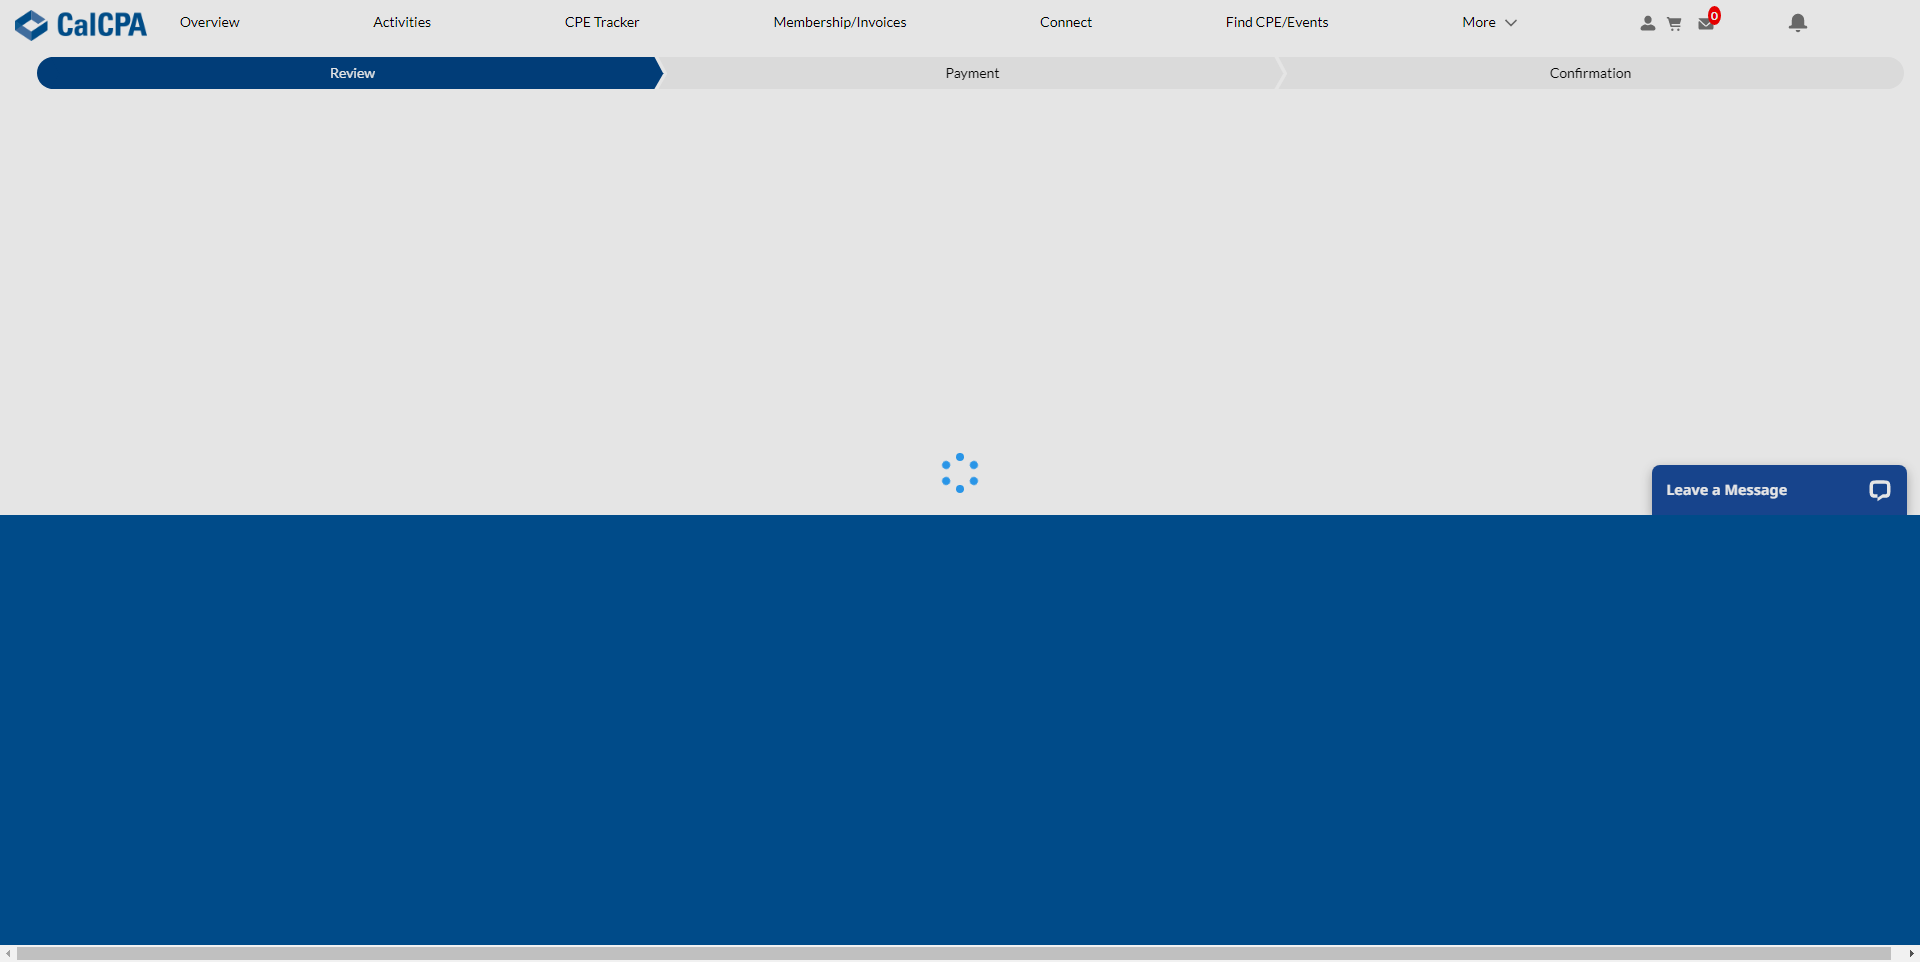 CalCPA
Overview
Activities
CPE Tracker
Membership/Invoices
Connect
Find CPE/Events
More
0
Review
Payment
Confirmation
Leave a Message